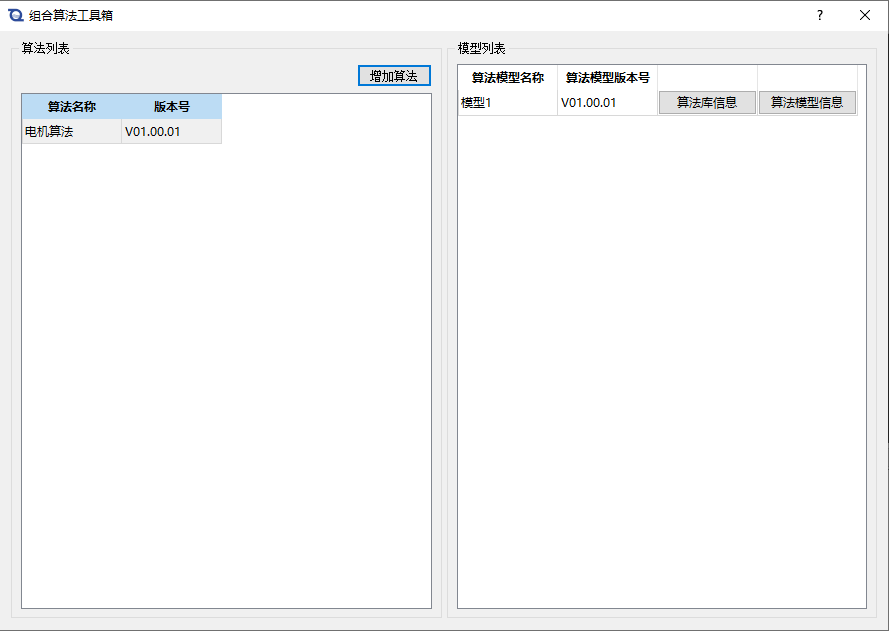 组合算法工具箱
?
算法列表
增加算法
算法名称 版本号
电机算法 V01.00.01
模型列表
算法模型名称 算法模型版本号
模型1 V01.00.01 算法库信息 算法模型信息